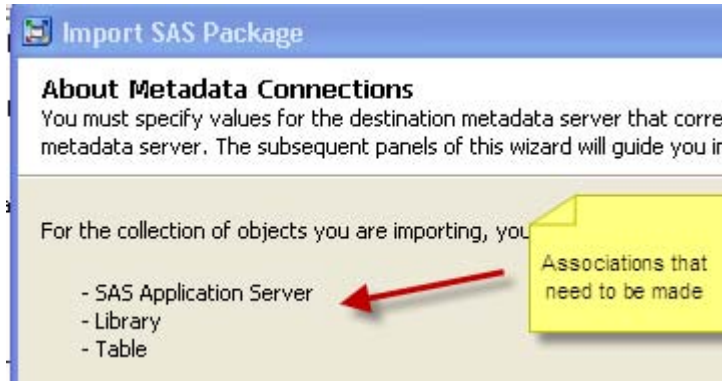 Import SAS Package
About Metadata Connections
You must specify values for the destination metadata server that
metadata server. The subsequent panels of this wizard will guide you
For the collection of objects you are importing,
- SAS Application Server
- Library
- Table
Associations that
need to be made